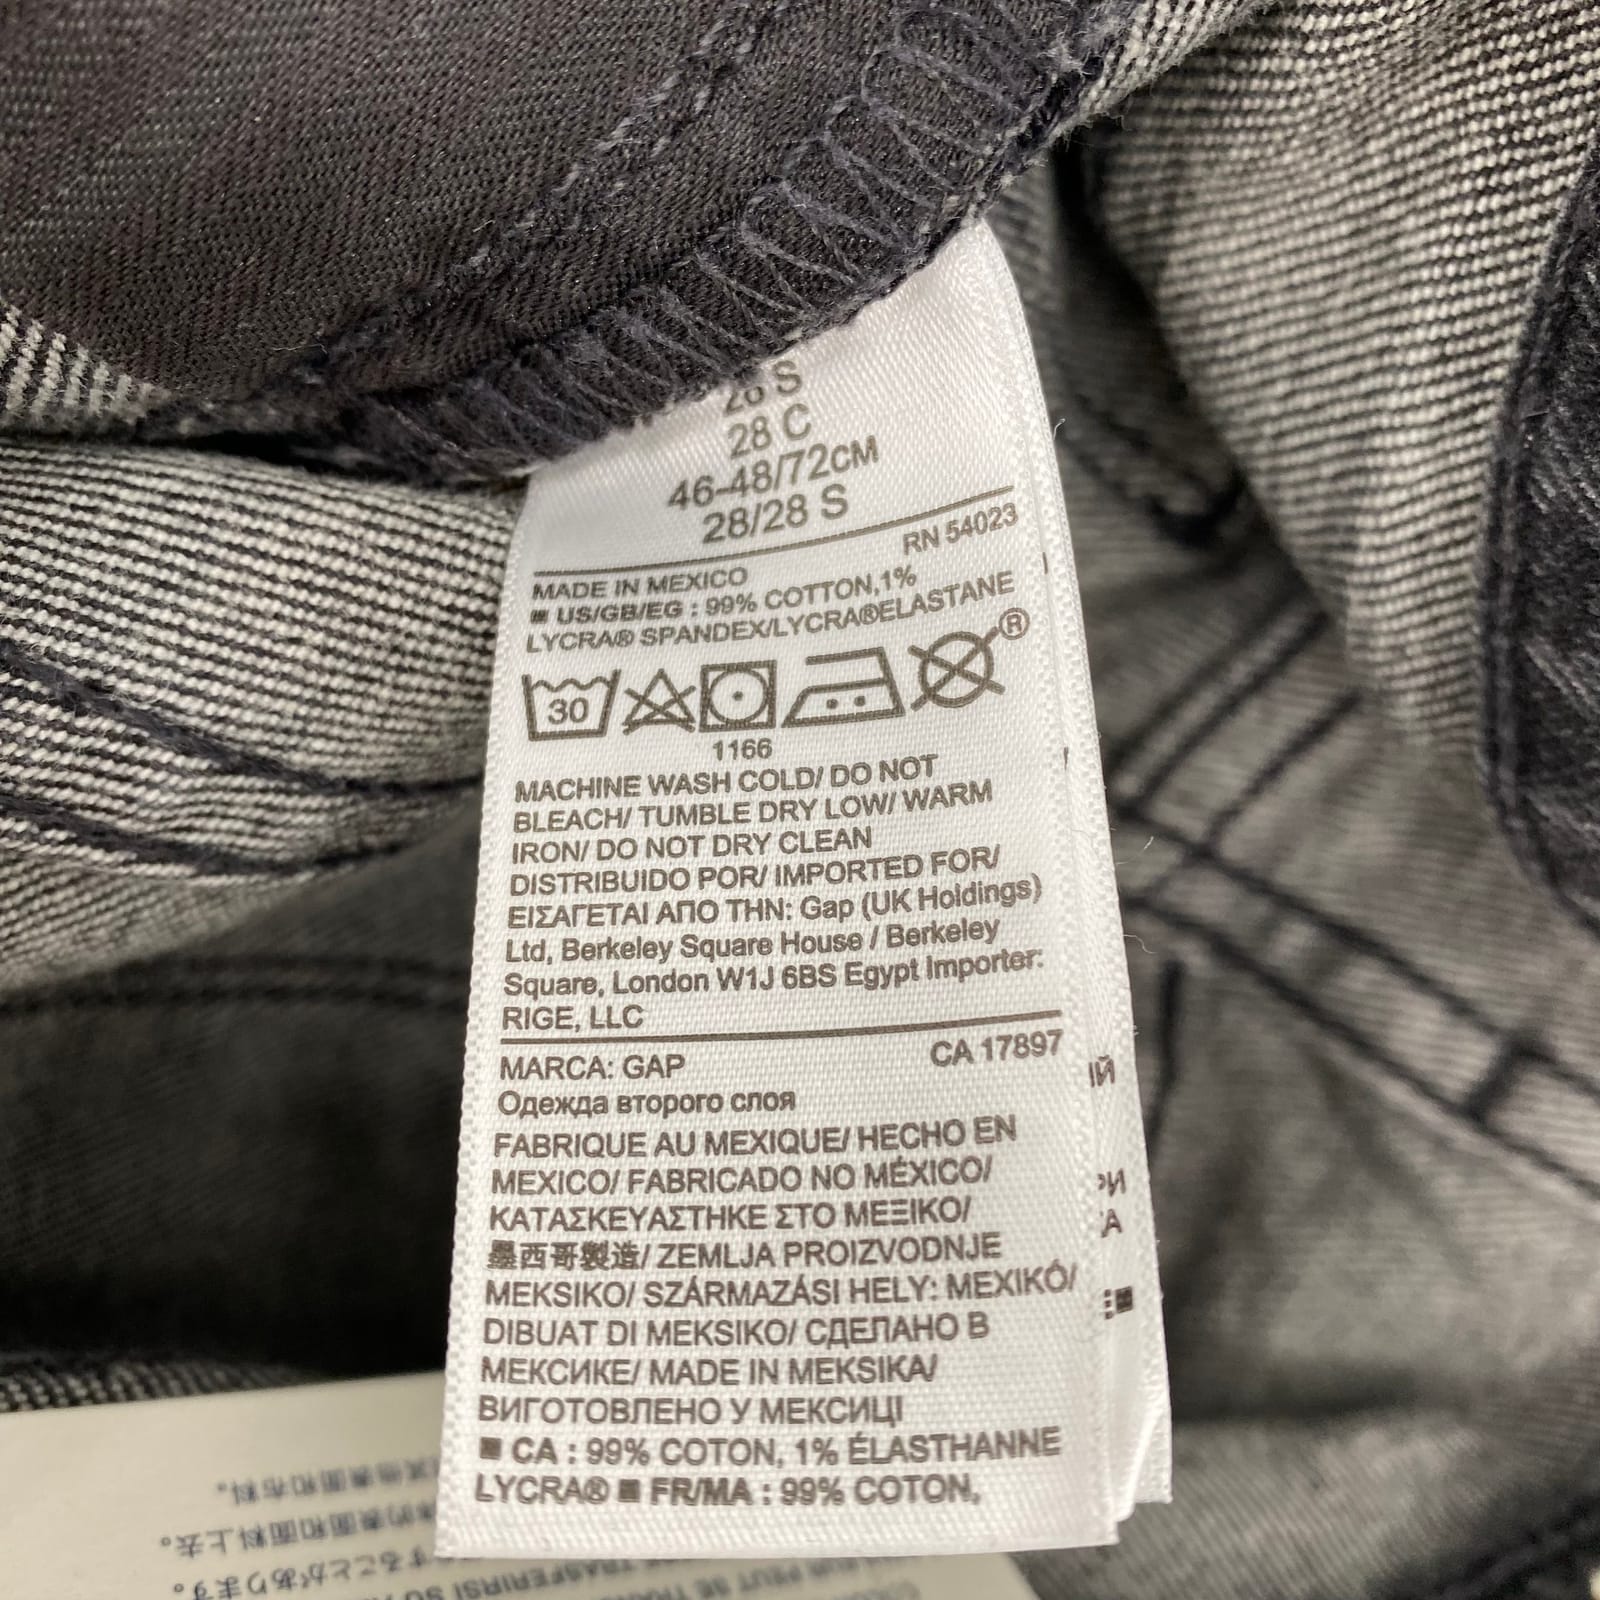 28 S
28 C
46-48/72CM
28/28 S
RN 54023
MADE IN MEXICO
■ US/GB/EG : 99% COTTON,1%
LYCRA® SPANDEX/LYCRA®ELASTANE
30
®
1166
MACHINE WASH COLD/ DO NOT
BLEACH/ TUMBLE DRY LOW/ WARM
IRON/ DO NOT DRY CLEAN
DISTRIBUIDO POR/ IMPORTED FOR/
ΕΙΣΑΓΕΤΑΙ ΑΠΟ ΤΗΝ: Gap (UK Holdings)
Ltd, Berkeley Square House / Berkeley
Square, London W1J 6BS Egypt Importer:
RIGE, LLC
MARCA: GAP CA 17897
Одежда второго слоя
FABRIQUE AU MEXIQUE/ HECHO EN
MEXICO/ FABRICADO NO MÉXICO/
ΚΑΤΑΣΚΕΥΑΣΤΗΚΕ ΣΤΟ ΜΕΞΙΚΟ/
墨西哥製造/ ZEMLJA PROIZVODNJE
MEKSIKO/ SZÁRMAZÁSI HELY: MEXIKÓ/
DIBUAT DI MEKSIKO/ СДЕЛАНО В
МЕКСИКЕ/ MADE IN MEKSIKA/
ВИГОТОВЛЕНО У МЕКСИЦІ
■ CA : 99% COTON, 1% ÉLASTHANNE
LYCRA® ■ FR/MA : 99% COTON,